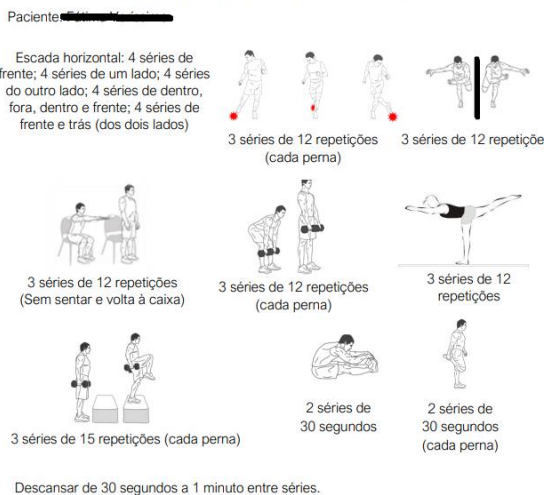 Paciente:
Escada horizontal: 4 séries de
frente; 4 séries de um lado; 4 séries
do outro lado; 4 séries de dentro,
fora, dentro e frente; 4 séries de
frente e trás (dos dois lados)
3 séries de 12 repetições
(cada perna)
3 séries de 12 repetiçõe
3 séries de 12 repetições
(Sem sentar e volta à caixa)
3 séries de 12 repetições
(cada perna)
3 séries de 12
repetições
3 séries de 15 repetições (cada perna)
2 séries de
30 segundos
2 séries de
30 segundos
(cada perna)
Descansar de 30 segundos a 1 minuto entre séries.